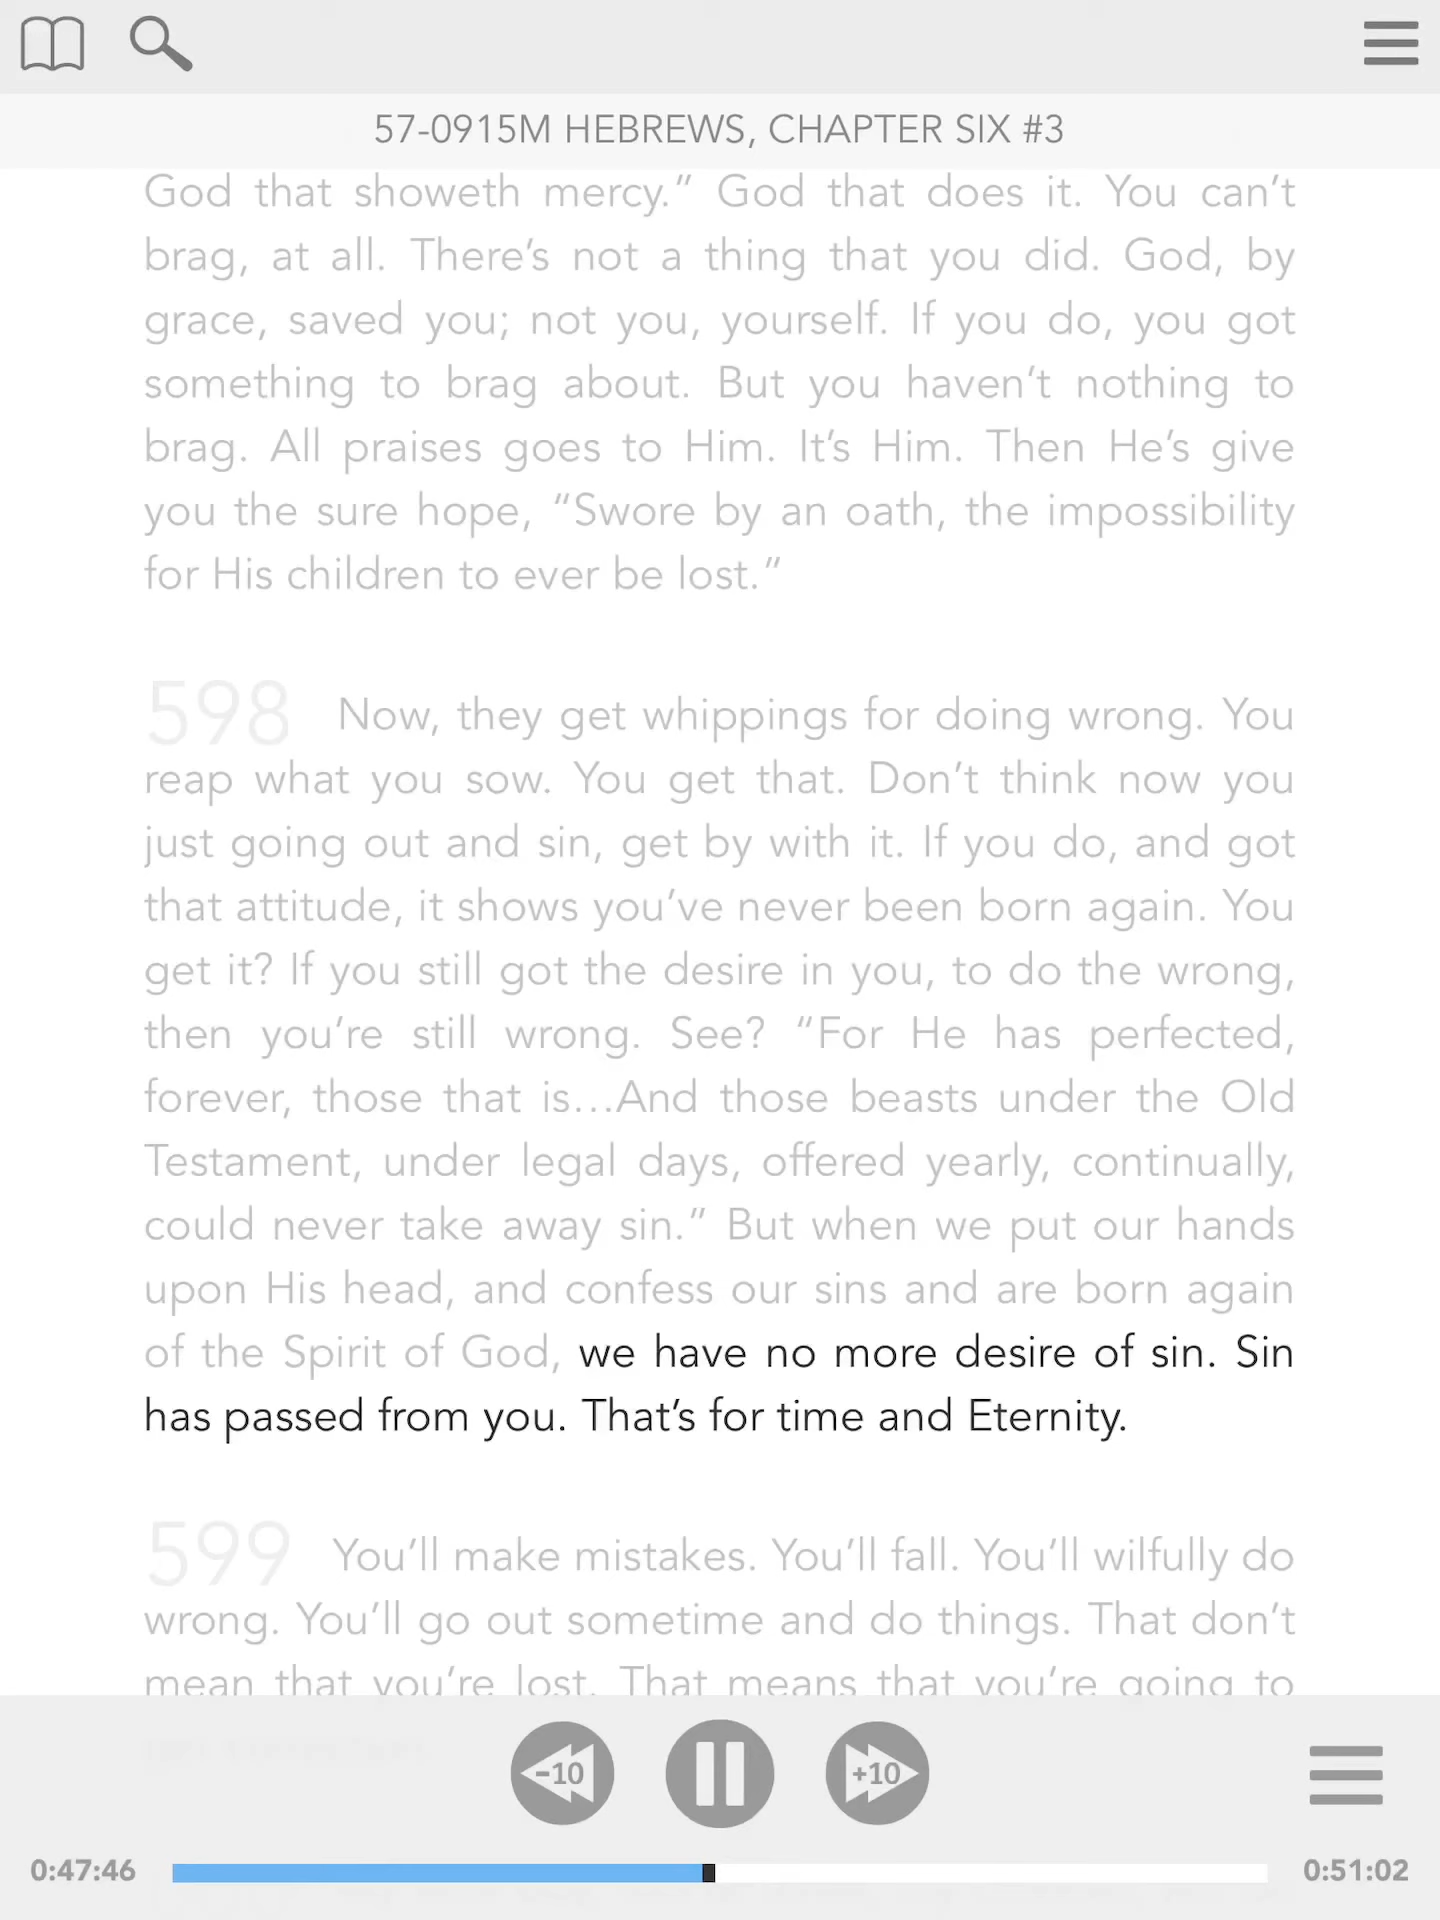 57-0915M HEBREWS, CHAPTER SIX #3
God that showeth mercy.” God that does it. You can’t
brag, at all. There’s not a thing that you did. God, by
grace, saved you; not you, yourself. If you do, you got
something to brag about. But you haven’t nothing to
brag. All praises goes to Him. It’s Him. Then He’s give
you the sure hope, “Swore by an oath, the impossibility
for His children to ever be lost.”
598 Now, they get whippings for doing wrong. You
reap what you sow. You get that. Don’t think now you
just going out and sin, get by with it. If you do, and got
that attitude, it shows you’ve never been born again. You
get it? If you still got the desire in you, to do the wrong,
then you’re still wrong. See? “For He has perfected,
forever, those that is…And those beasts under the Old
Testament, under legal days, offered yearly, continually,
could never take away sin.” But when we put our hands
upon His head, and confess our sins and are born again
of the Spirit of God, we have no more desire of sin. Sin
has passed from you. That’s for time and Eternity.
599 You’ll make mistakes. You’ll fall. You’ll wilfully do
wrong. You’ll go out sometime and do things. That don’t
mean that you’re lost. That means that you’re going to
-10 +10
0:47:46 0:51:02